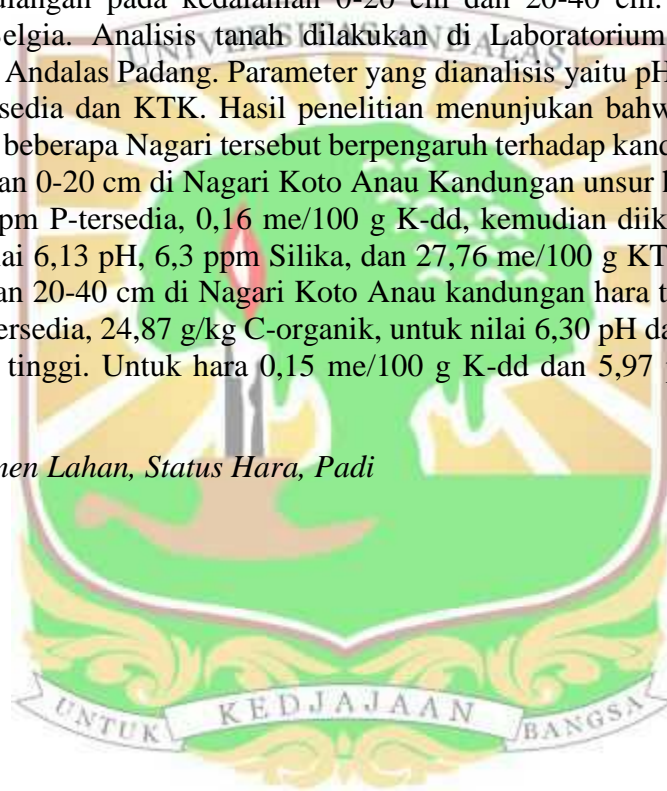 ulangan pada kedalaman 0-20 cm dan 20-40 cm.
Belgia. Analisis tanah dilakukan di Laboratorium
Andalas Padang. Parameter yang dianalisis yaitu pH
sedia dan KTK. Hasil penelitian menunjukan bahw
beberapa Nagari tersebut berpengaruh terhadap kand
an 0-20 cm di Nagari Koto Anau Kandungan unsur
pm P-tersedia, 0,16 me/100 g K-dd, kemudian diik
lai 6,13 pH, 6,3 ppm Silika, dan 27,76 me/100 g KT
an 20-40 cm di Nagari Koto Anau kandungan hara t
ersedia, 24,87 g/kg C-organik, untuk nilai 6,30 pH da
tinggi. Untuk hara 0,15 me/100 g K-dd dan 5,97
men Lahan, Status Hara, Padi
UNIVERSITAS ANDALAS
UNTUK KEDJAJAAN BANGSA